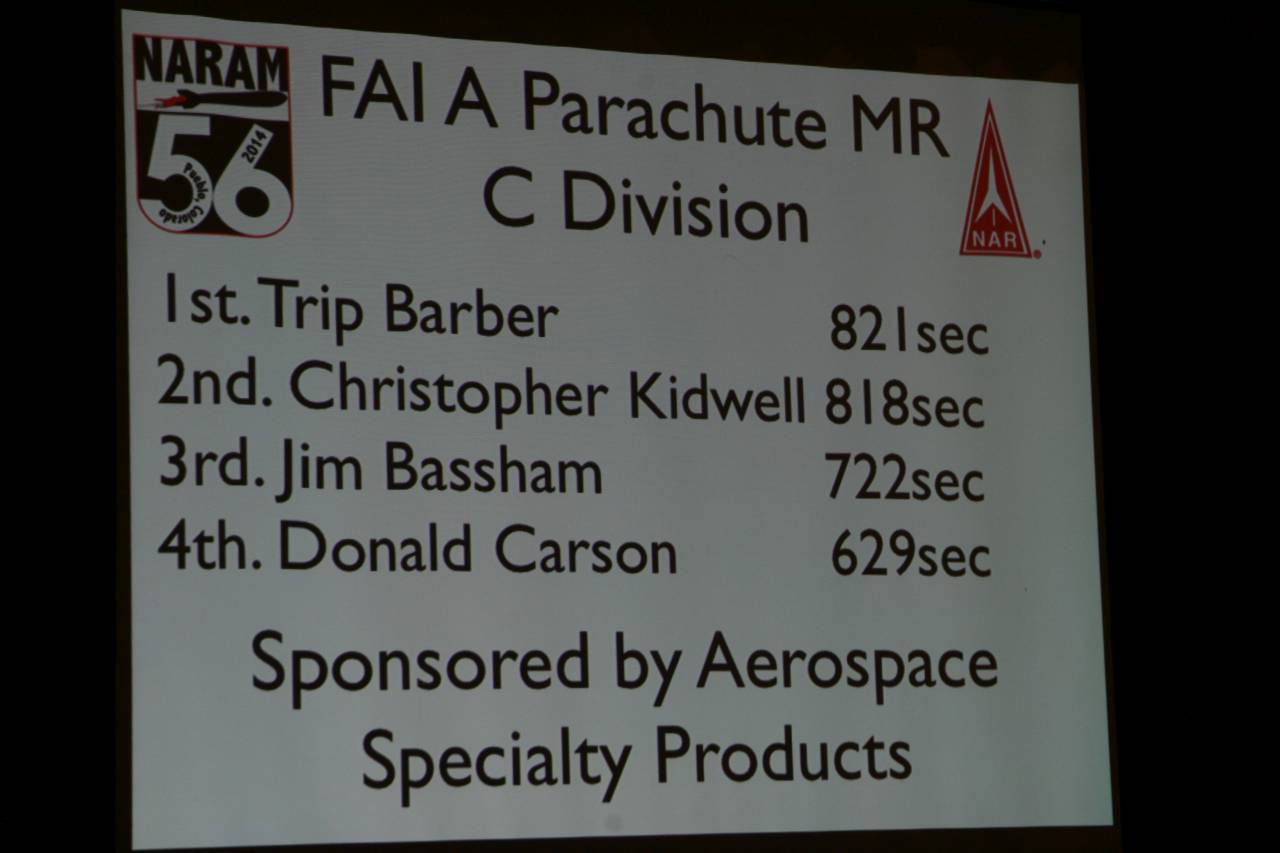 NARAM
56
2014
Pueblo, Colorado
FAI A Parachute MR
C Division
NAR
1st. Trip Barber 821sec
2nd. Christopher Kidwell 818sec
3rd. Jim Bassham 722sec
4th. Donald Carson 629sec
Sponsored by Aerospace
Specialty Products